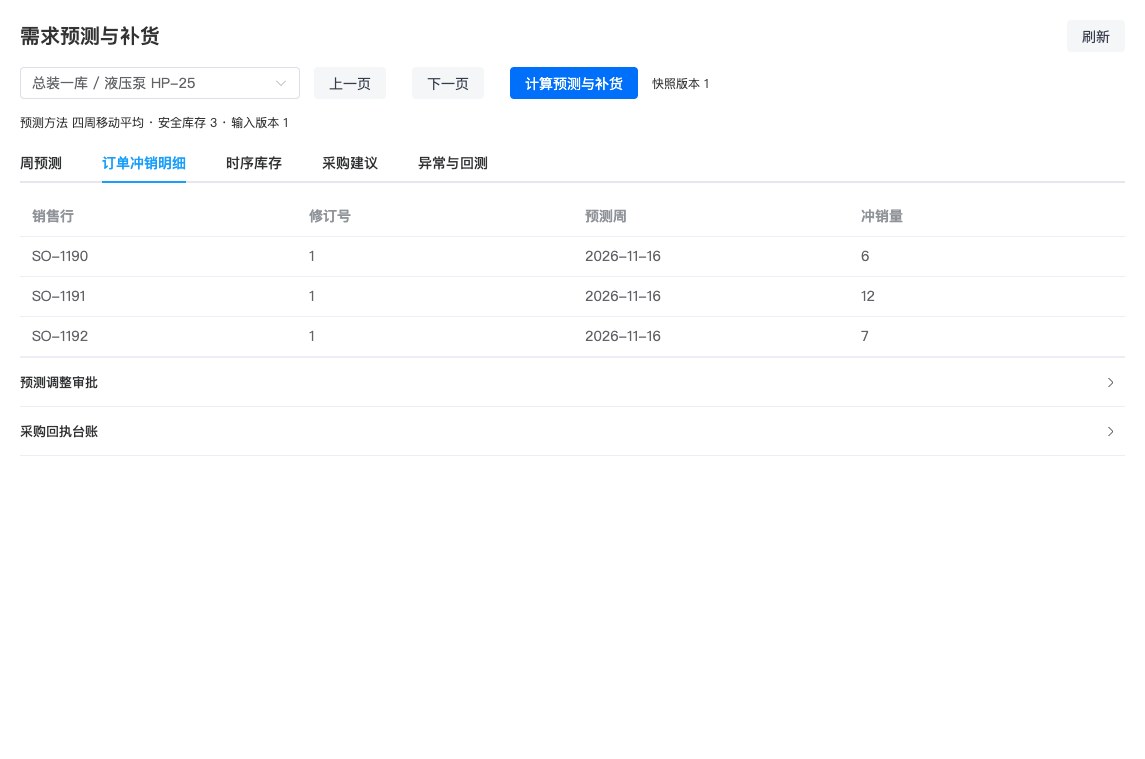 需求预测与补货 刷新
总装一库 / 液压泵 HP-25 上一页 下一页 计算预测与补货 快照版本 1
预测方法 四周移动平均 · 安全库存 3 · 输入版本 1
周预测 订单冲销明细 时序库存 采购建议 异常与回测
销售行 修订号 预测周 冲销量
SO-1190 1 2026-11-16 6
SO-1191 1 2026-11-16 12
SO-1192 1 2026-11-16 7
预测调整审批
采购回执台账